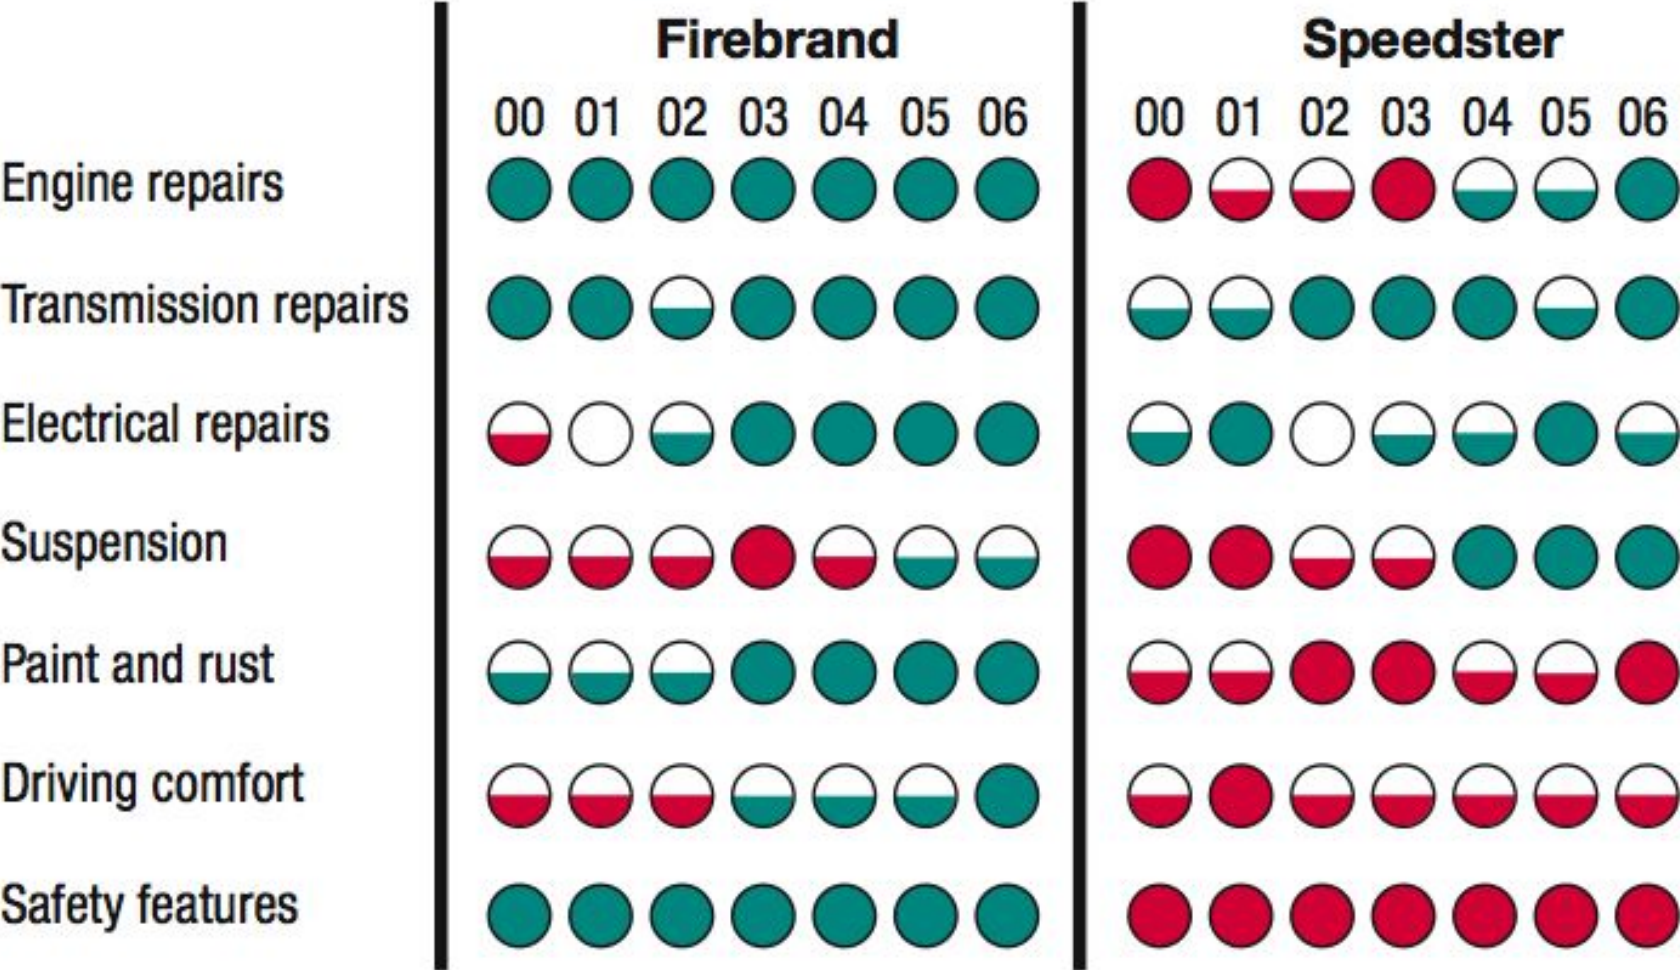 Firebrand Speedster
00 01 02 03 04 05 06 00 01 02 03 04 05 06
Engine repairs
Transmission repairs
Electrical repairs
Suspension
Paint and rust
Driving comfort
Safety features